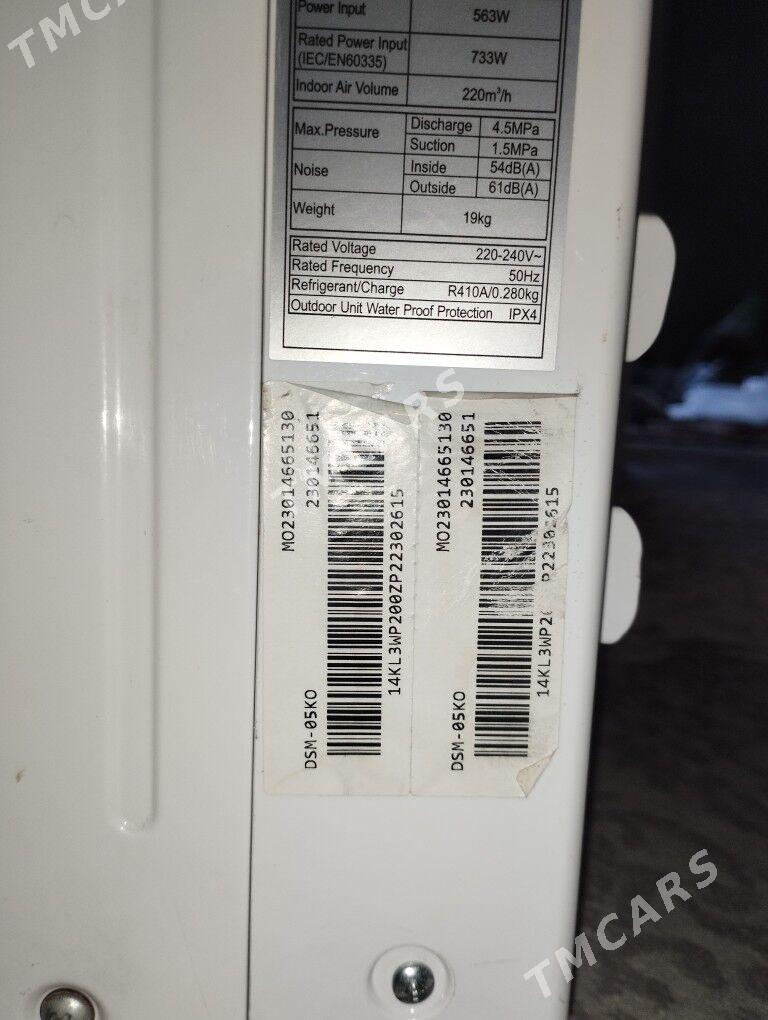 TMCARS
Power Input 563W
Rated Power Input (IEC/EN60335) 733W
Indoor Air Volume 220m³/h
Max.Pressure Discharge 4.5MPa
Suction 1.5MPa
Noise Inside 54dB(A)
Outside 61dB(A)
Weight 19kg
Rated Voltage 220-240V~
Rated Frequency 50Hz
Refrigerant/Charge R410A/0.280kg
Outdoor Unit Water Proof Protection IPX4
TMCARS
MO23014665130
230146651
DSM-05KO
14KL3WP200ZP22302615
MO23014665130
230146651
DSM-05KO
14KL3WP2 P22302615
TMCARS